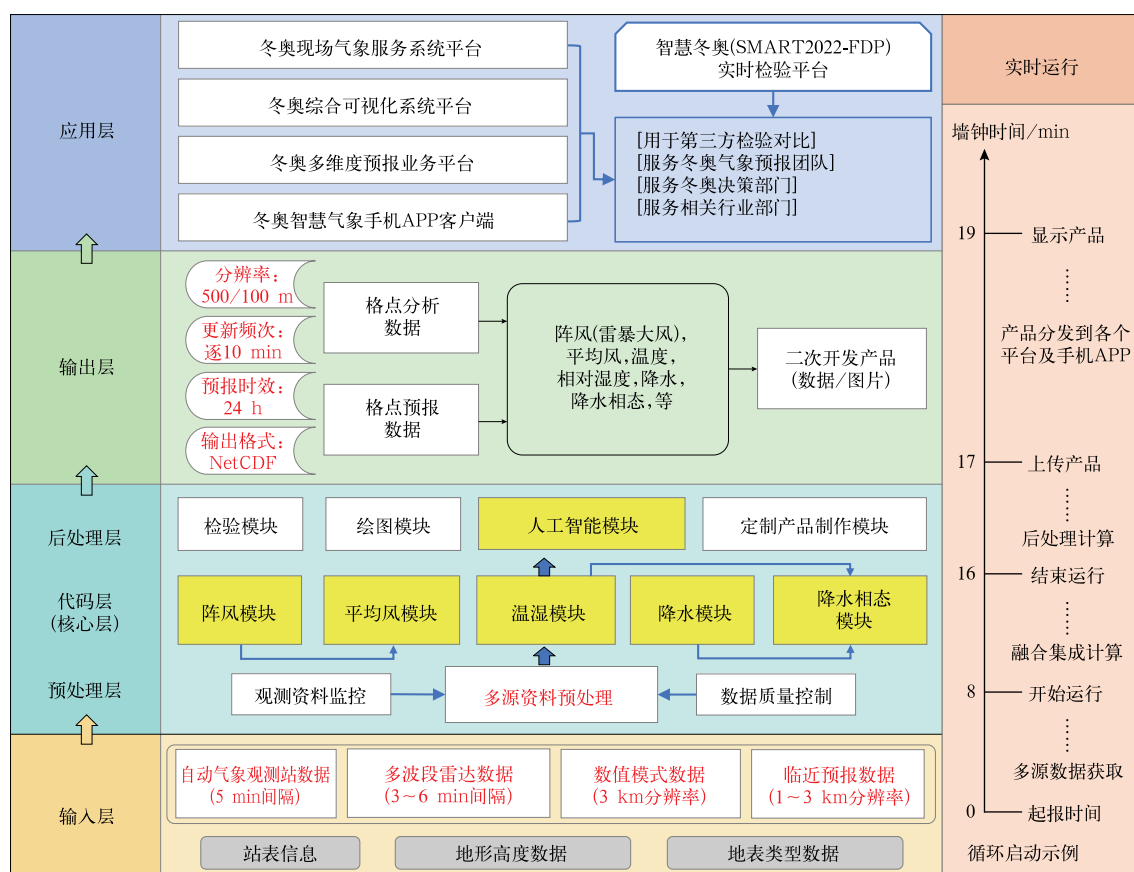 应用层
冬奥现场气象服务系统平台
冬奥综合可视化系统平台
冬奥多维度预报业务平台
冬奥智慧气象手机APP客户端
智慧冬奥(SMART2022-FDP)
实时检验平台
[用于第三方检验对比]
[服务冬奥气象预报团队]
[服务冬奥决策部门]
[服务相关行业部门]
输出层
分辨率：
500/100 m
更新频次：
逐10 min
预报时效：
24 h
输出格式：
NetCDF
格点分析
数据
格点预报
数据
阵风(雷暴大风),
平均风,温度,
相对湿度,降水,
降水相态,等
二次开发产品
(数据/图片)
后处理层
检验模块
绘图模块
人工智能模块
定制产品制作模块
代码层
(核心层)
阵风模块
平均风模块
温湿模块
降水模块
降水相态
模块
预处理层
观测资料监控
多源资料预处理
数据质量控制
输入层
自动气象观测站数据
(5 min间隔)
多波段雷达数据
(3~6 min间隔)
数值模式数据
(3 km分辨率)
临近预报数据
(1~3 km分辨率)
站表信息
地形高度数据
地表类型数据
实时运行
墙钟时间/min
19 显示产品
产品分发到各个
平台及手机APP
17 上传产品
后处理计算
16 结束运行
融合集成计算
8 开始运行
多源数据获取
0 起报时间
循环启动示例